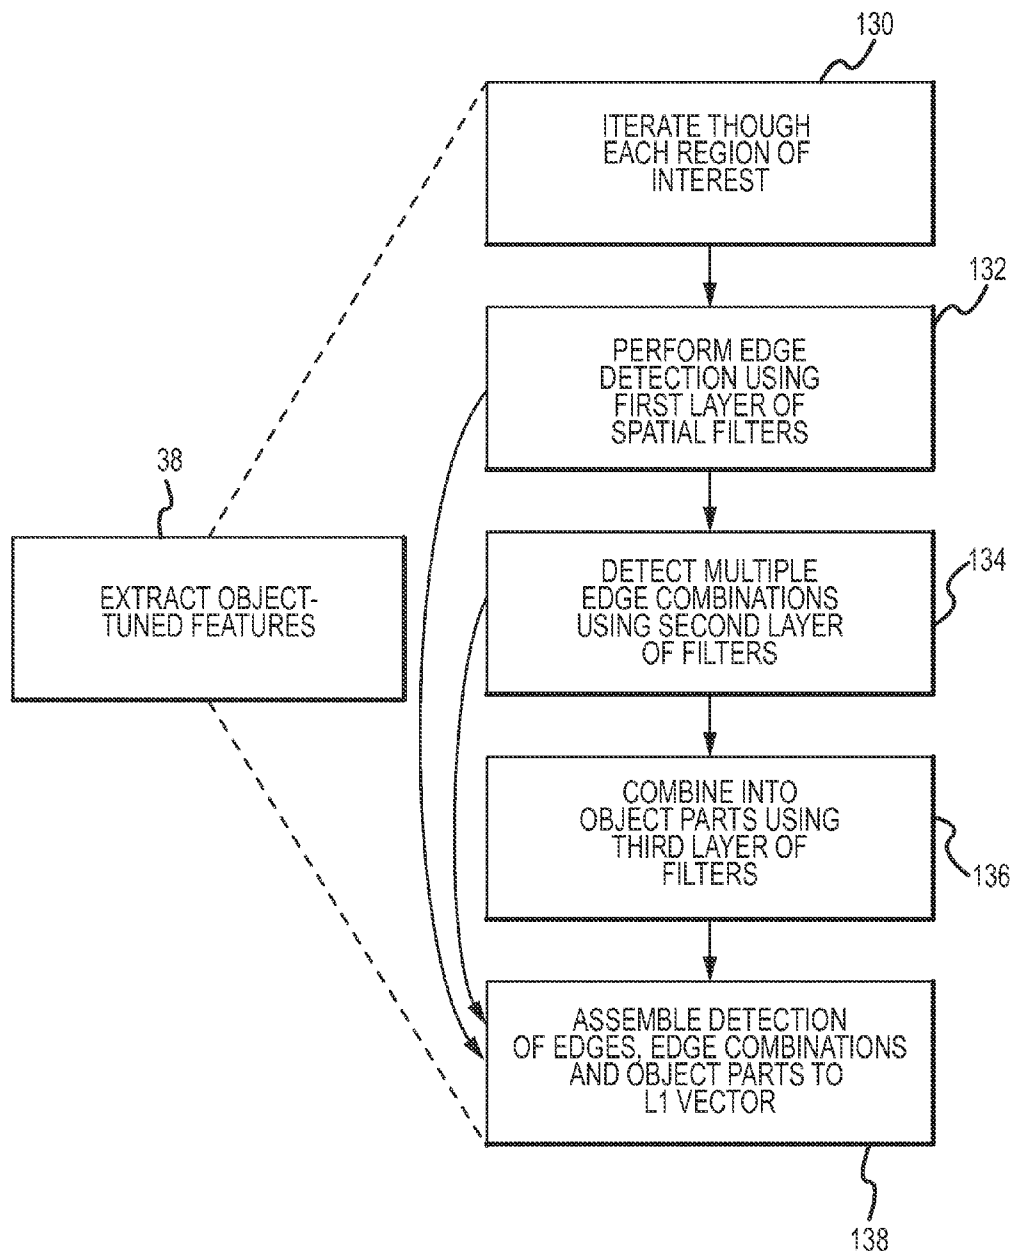 130
ITERATE THOUGH
EACH REGION OF
INTEREST
132
PERFORM EDGE
DETECTION USING
FIRST LAYER OF
SPATIAL FILTERS
38
EXTRACT OBJECT-
TUNED FEATURES
134
DETECT MULTIPLE
EDGE COMBINATIONS
USING SECOND LAYER
OF FILTERS
COMBINE INTO
OBJECT PARTS USING
THIRD LAYER OF
FILTERS
136
ASSEMBLE DETECTION
OF EDGES, EDGE COMBINATIONS
AND OBJECT PARTS TO
L1 VECTOR
138